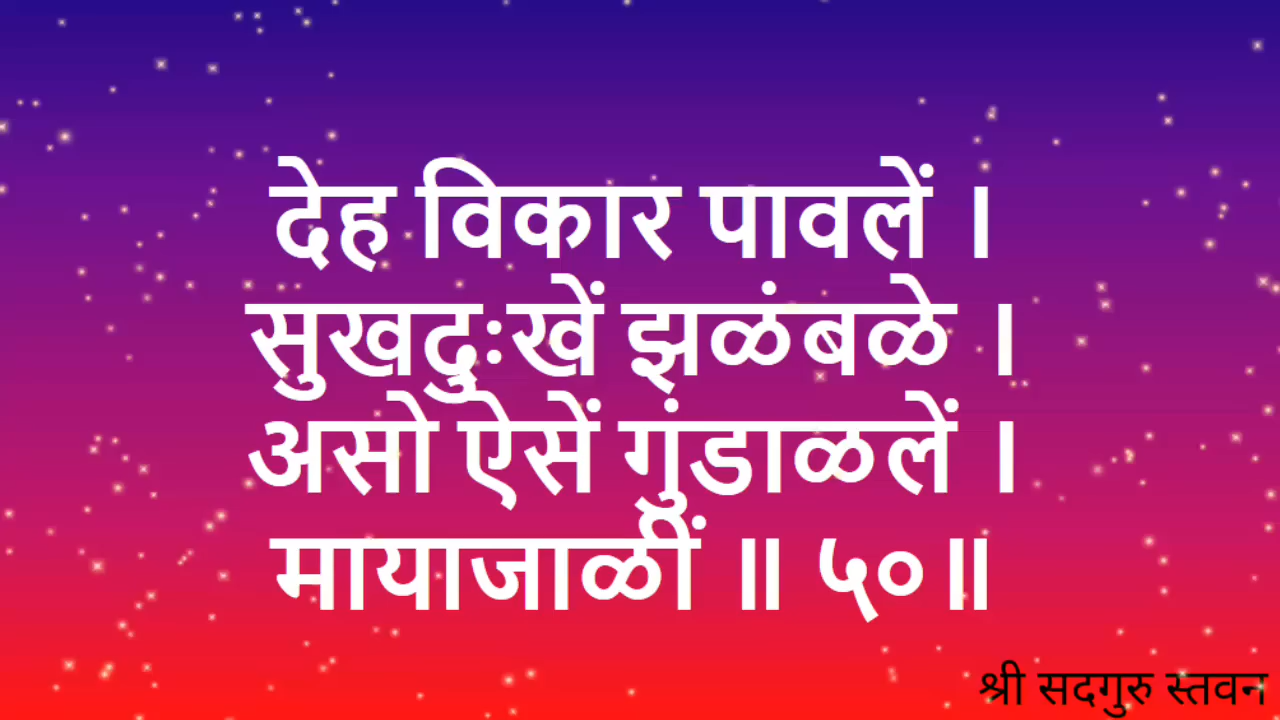 देह विकार पावलें ।
सुखदुःखें झळंबळे ।
असो ऐसें गुंडाळलें ।
मायाजाळीं ॥ ५०॥
श्री सदगुरु स्तवन